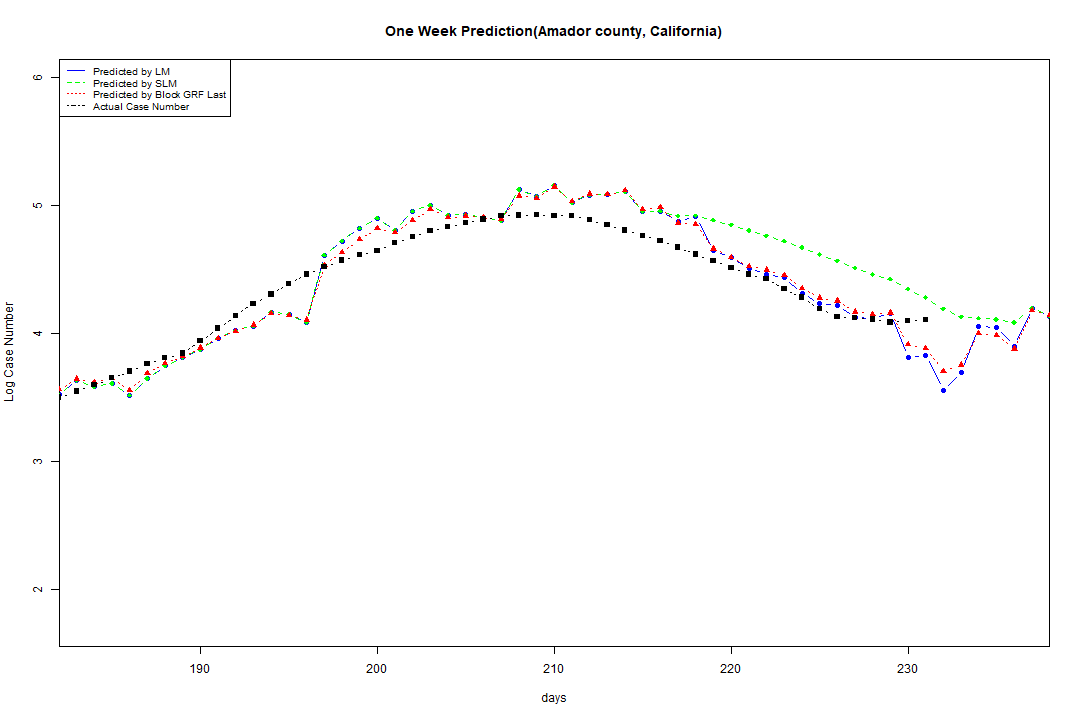 One Week Prediction(Amador county, California)
Predicted by LM
Predicted by SLM
Predicted by Block GRF Last
Actual Case Number
6
5
4
3
2
Log Case Number
190 200 210 220 230
days